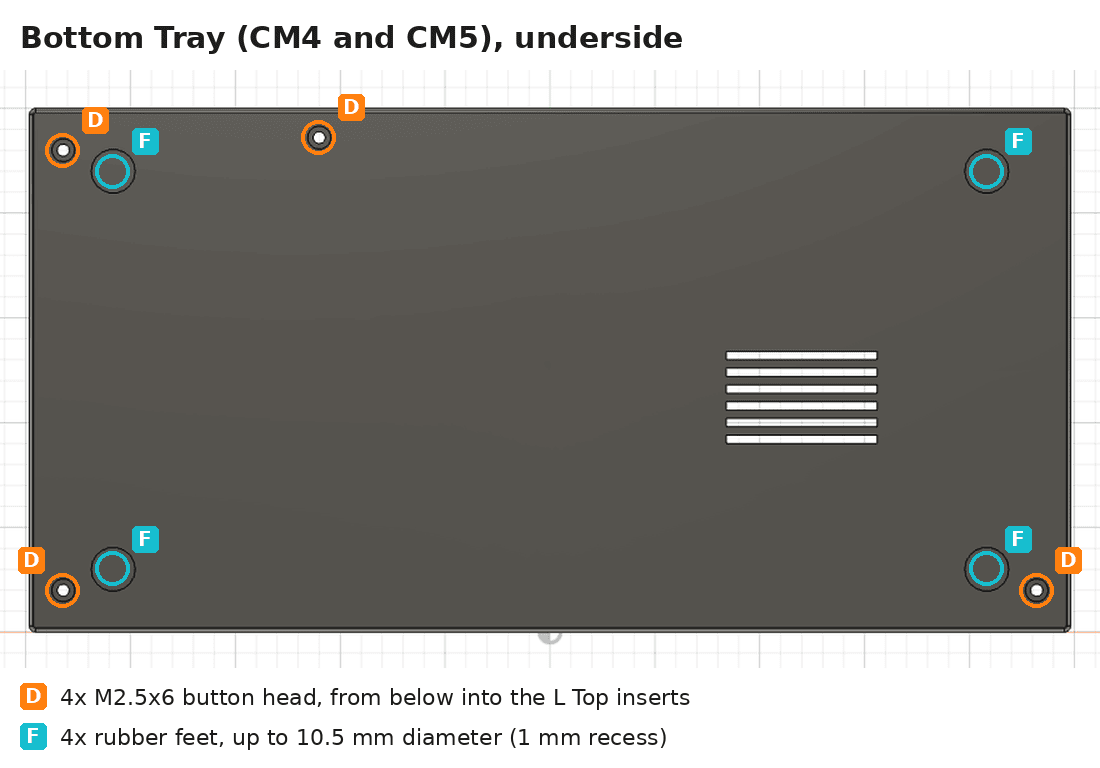 Bottom Tray (CM4 and CM5), underside
D
D
F
F
F
F
D
D
D 4x M2.5x6 button head, from below into the L Top inserts
F 4x rubber feet, up to 10.5 mm diameter (1 mm recess)